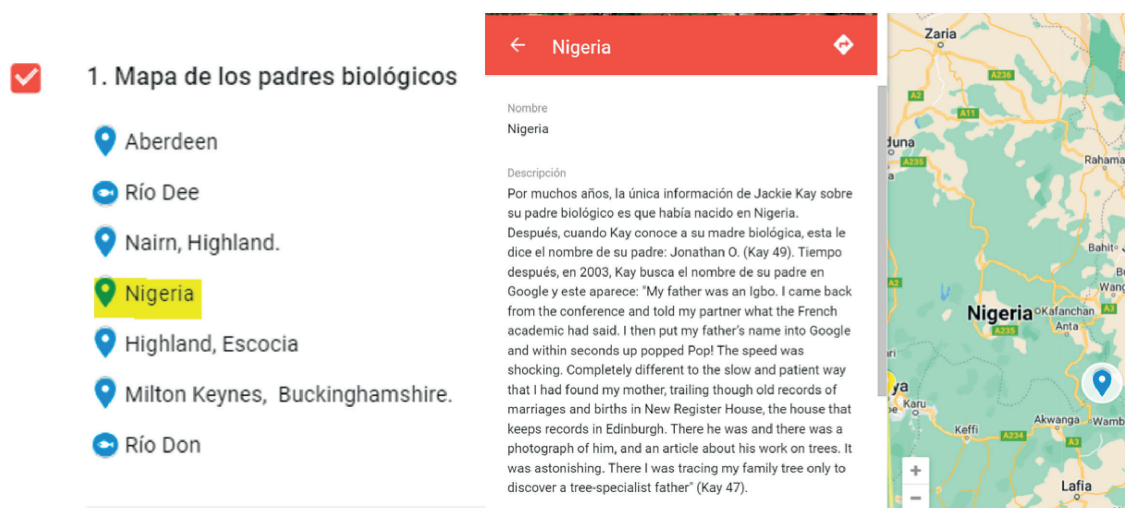 1. Mapa de los padres biológicos
Aberdeen
Río Dee
Nairn, Highland.
Nigeria
Highland, Escocia
Milton Keynes, Buckinghamshire.
Río Don
Nigeria
Nombre
Nigeria
Descripción
Por muchos años, la única información de Jackie Kay sobre
su padre biológico es que había nacido en Nigeria.
Después, cuando Kay conoce a su madre biológica, esta le
dice el nombre de su padre: Jonathan O. (Kay 49). Tiempo
después, en 2003, Kay busca el nombre de su padre en
Google y este aparece: "My father was an Igbo. I came back
from the conference and told my partner what the French
academic had said. I then put my father's name into Google
and within seconds up popped Pop! The speed was
shocking. Completely different to the slow and patient way
that I had found my mother, trailing though old records of
marriages and births in New Register House, the house that
keeps records in Edinburgh. There he was and there was a
photograph of him, and an article about his work on trees. It
was astonishing. There I was tracing my family tree only to
discover a tree-specialist father" (Kay 47).
Zaria
A236
A2
A11
duna
A235
a
Rahama
Bahit
A2
Bu
Wang
Nigeria
Kafanchan
A3
A235
Anta
ri
ya
Karu
Keffi
A234
Akwanga
Wamb
A3
Lafia
+
−